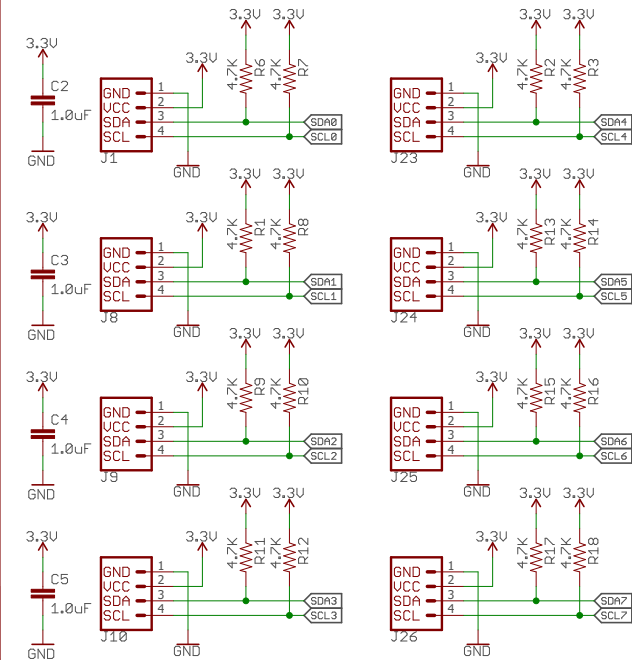 3.3V
C2
1.0uF
GND
GND 1
VCC 2
SDA 3
SCL 4
J1
3.3V
GND
3.3V
4.7K
R6
3.3V
4.7K
R7
SDA0
SCL0
GND 1
VCC 2
SDA 3
SCL 4
J23
3.3V
GND
3.3V
4.7K
R2
3.3V
4.7K
R3
SDA4
SCL4
3.3V
C3
1.0uF
GND
GND 1
VCC 2
SDA 3
SCL 4
J8
3.3V
GND
3.3V
4.7K
R1
3.3V
4.7K
R8
SDA1
SCL1
GND 1
VCC 2
SDA 3
SCL 4
J24
3.3V
GND
3.3V
4.7K
R13
3.3V
4.7K
R14
SDA5
SCL5
3.3V
C4
1.0uF
GND
GND 1
VCC 2
SDA 3
SCL 4
J9
3.3V
GND
3.3V
4.7K
R9
3.3V
4.7K
R10
SDA2
SCL2
GND 1
VCC 2
SDA 3
SCL 4
J25
3.3V
GND
3.3V
4.7K
R15
3.3V
4.7K
R16
SDA6
SCL6
3.3V
C5
1.0uF
GND
GND 1
VCC 2
SDA 3
SCL 4
J10
3.3V
GND
3.3V
4.7K
R11
3.3V
4.7K
R12
SDA3
SCL3
GND 1
VCC 2
SDA 3
SCL 4
J26
3.3V
GND
3.3V
4.7K
R17
3.3V
4.7K
R18
SDA7
SCL7